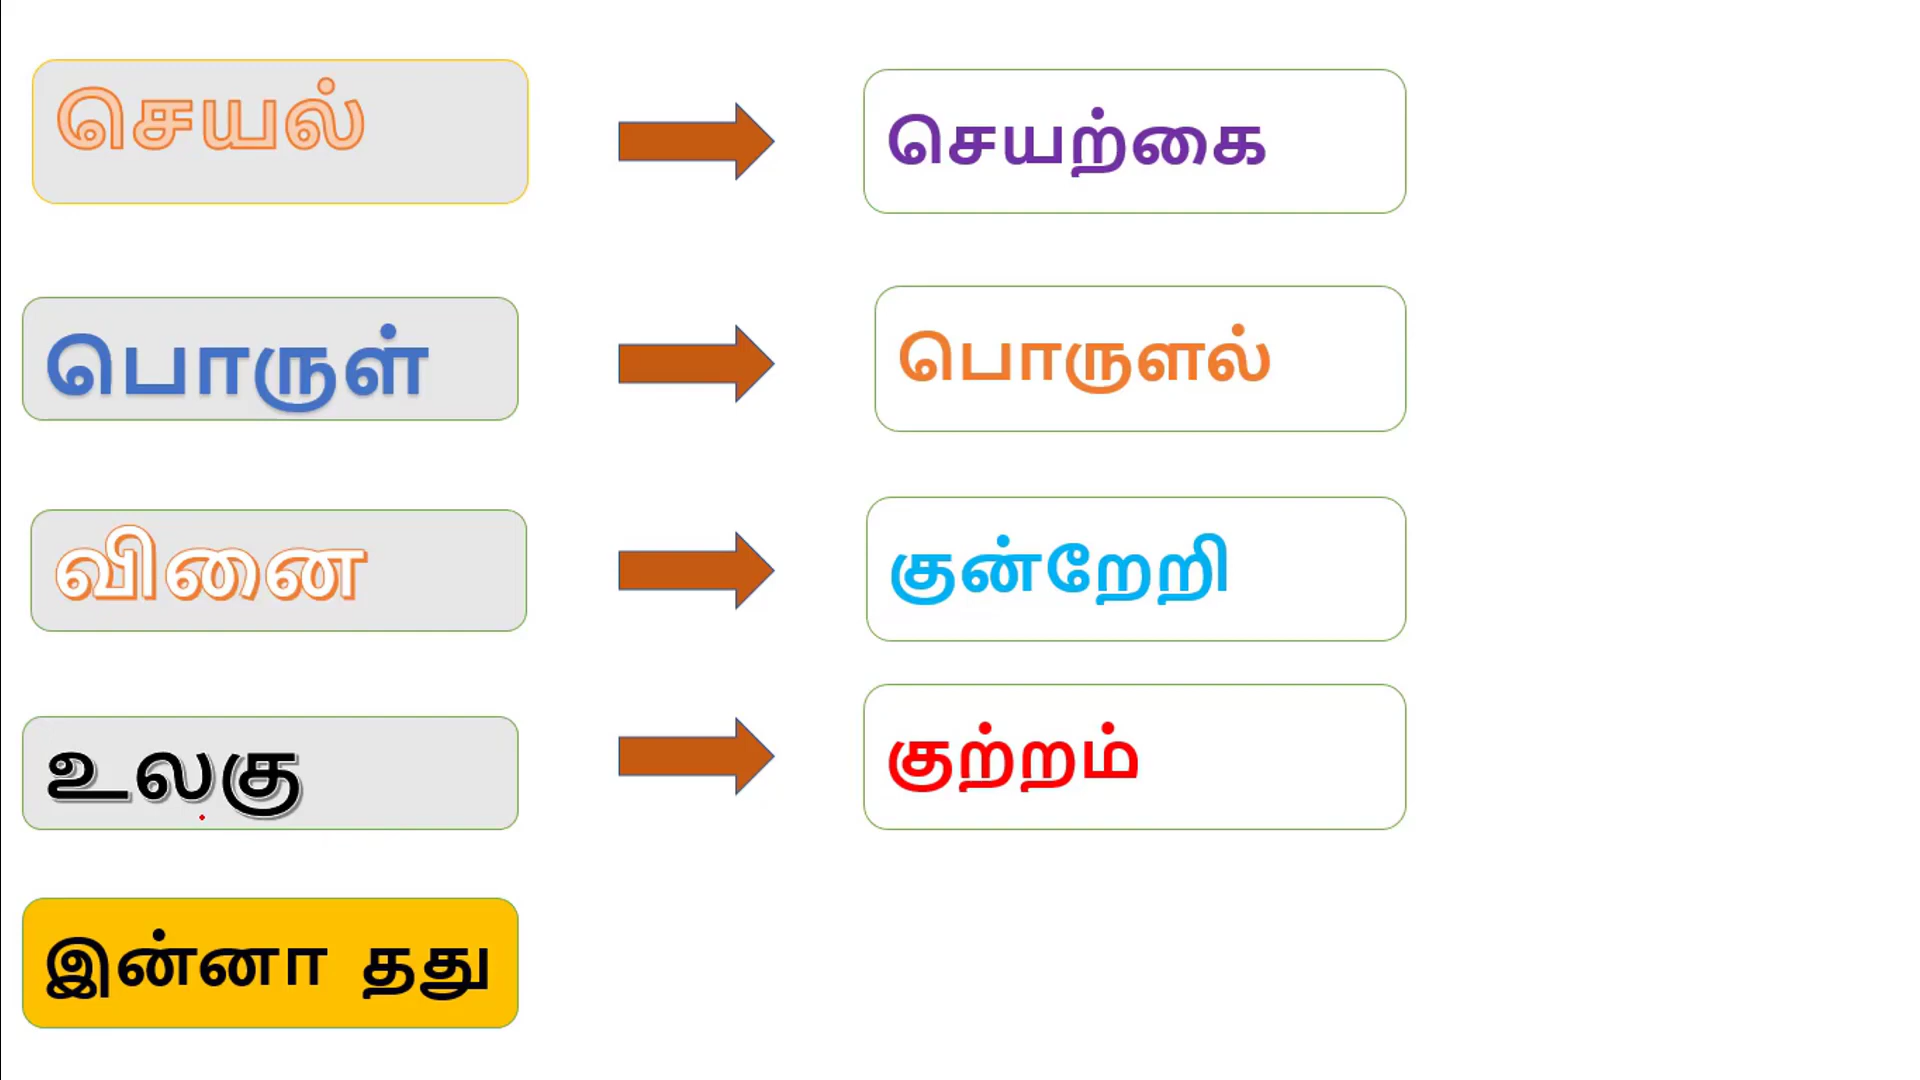 செயல்
செயற்கை
பொருள்
பொருளல்
வினை
குன்றேறி
உலகு
குற்றம்
இன்னா தது